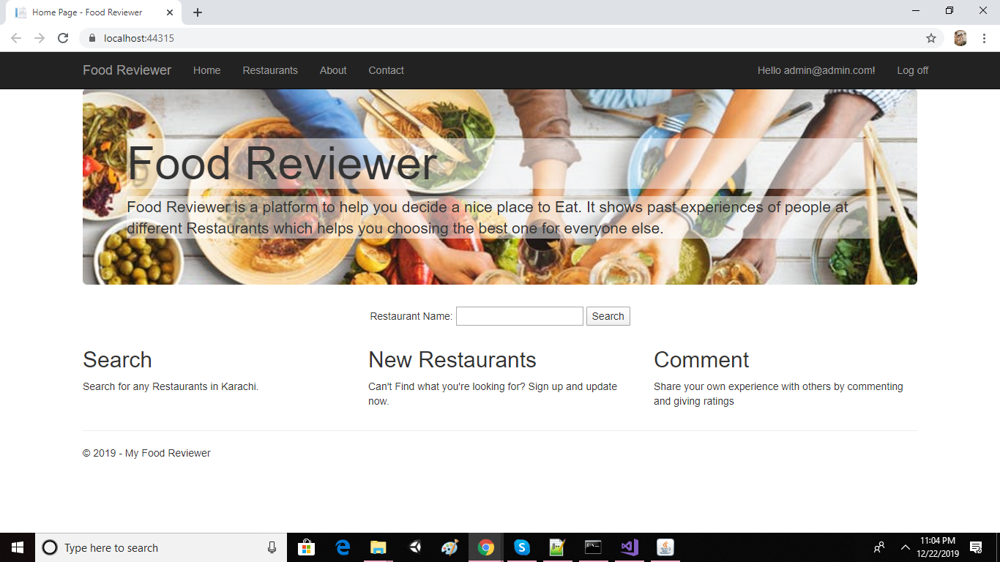 Home Page - Food Reviewer
localhost:44315
Food Reviewer Home Restaurants About Contact Hello admin@admin.com! Log off
Food Reviewer
Food Reviewer is a platform to help you decide a nice place to Eat. It shows past experiences of people at
different Restaurants which helps you choosing the best one for everyone else.
Restaurant Name: Search
Search
Search for any Restaurants in Karachi.
New Restaurants
Can't Find what you're looking for? Sign up and update
now.
Comment
Share your own experience with others by commenting
and giving ratings
© 2019 - My Food Reviewer
Type here to search
11:04 PM
12/22/2019